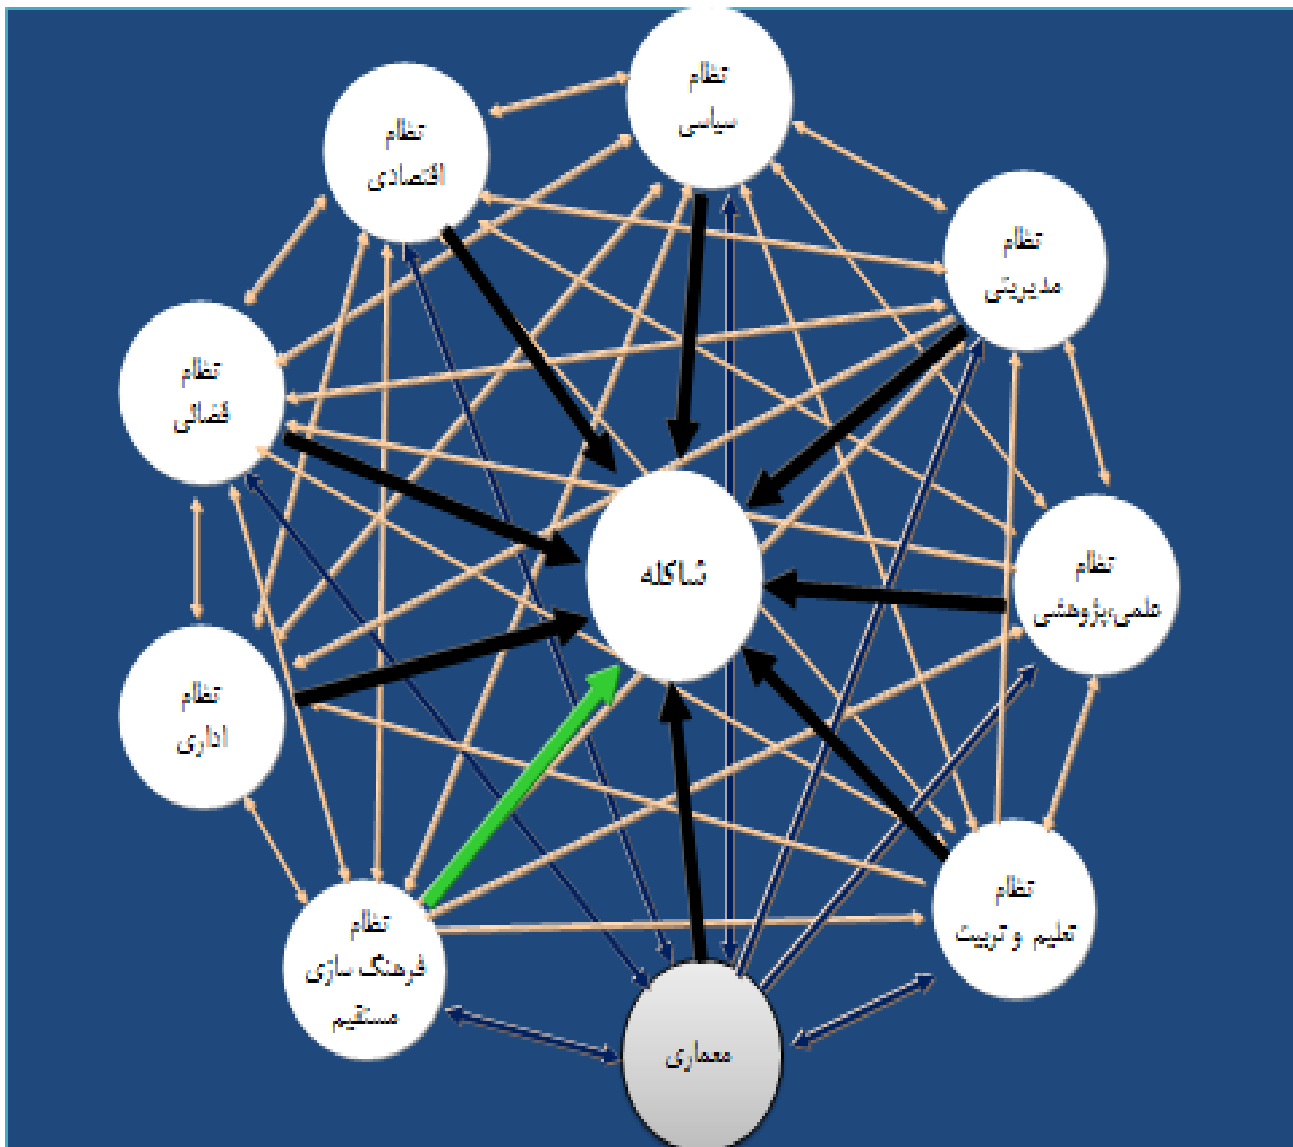 نظام
سیاسی
نظام
اقتصادی
نظام
مدیریتی
نظام
قضائی
شاکله
نظام
علمی،پژوهشی
نظام
اداری
نظام
تعلیم و تربیت
نظام
فرهنگ سازی
مستقیم
معماری